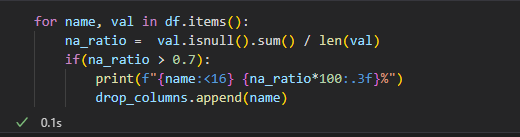 for name, val in df.items():
    na_ratio =  val.isnull().sum() / len(val)
    if(na_ratio > 0.7):
        print(f"{name:<16} {na_ratio*100:.3f}%")
        drop_columns.append(name)
0.1s